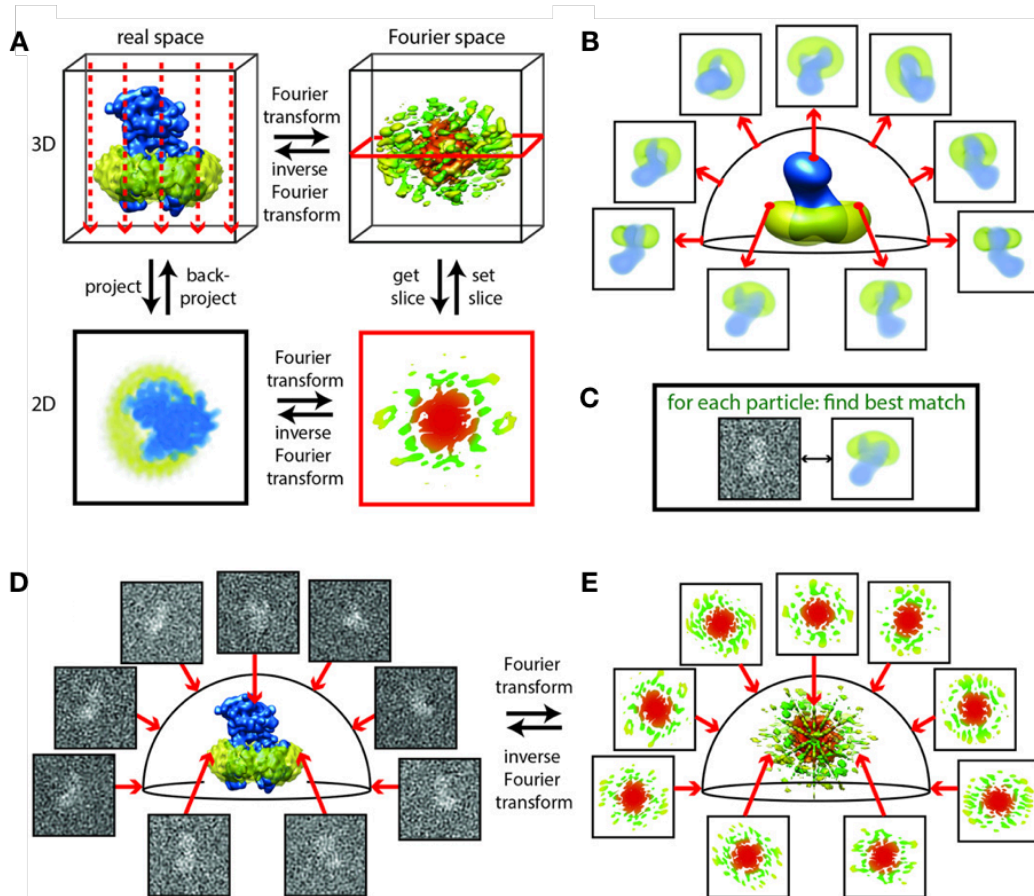 A
real space
Fourier space
3D
Fourier
transform
inverse
Fourier
transform
project
back-
project
get
slice
set
slice
2D
Fourier
transform
inverse
Fourier
transform
B
C
for each particle: find best match
D
Fourier
transform
inverse
Fourier
transform
E